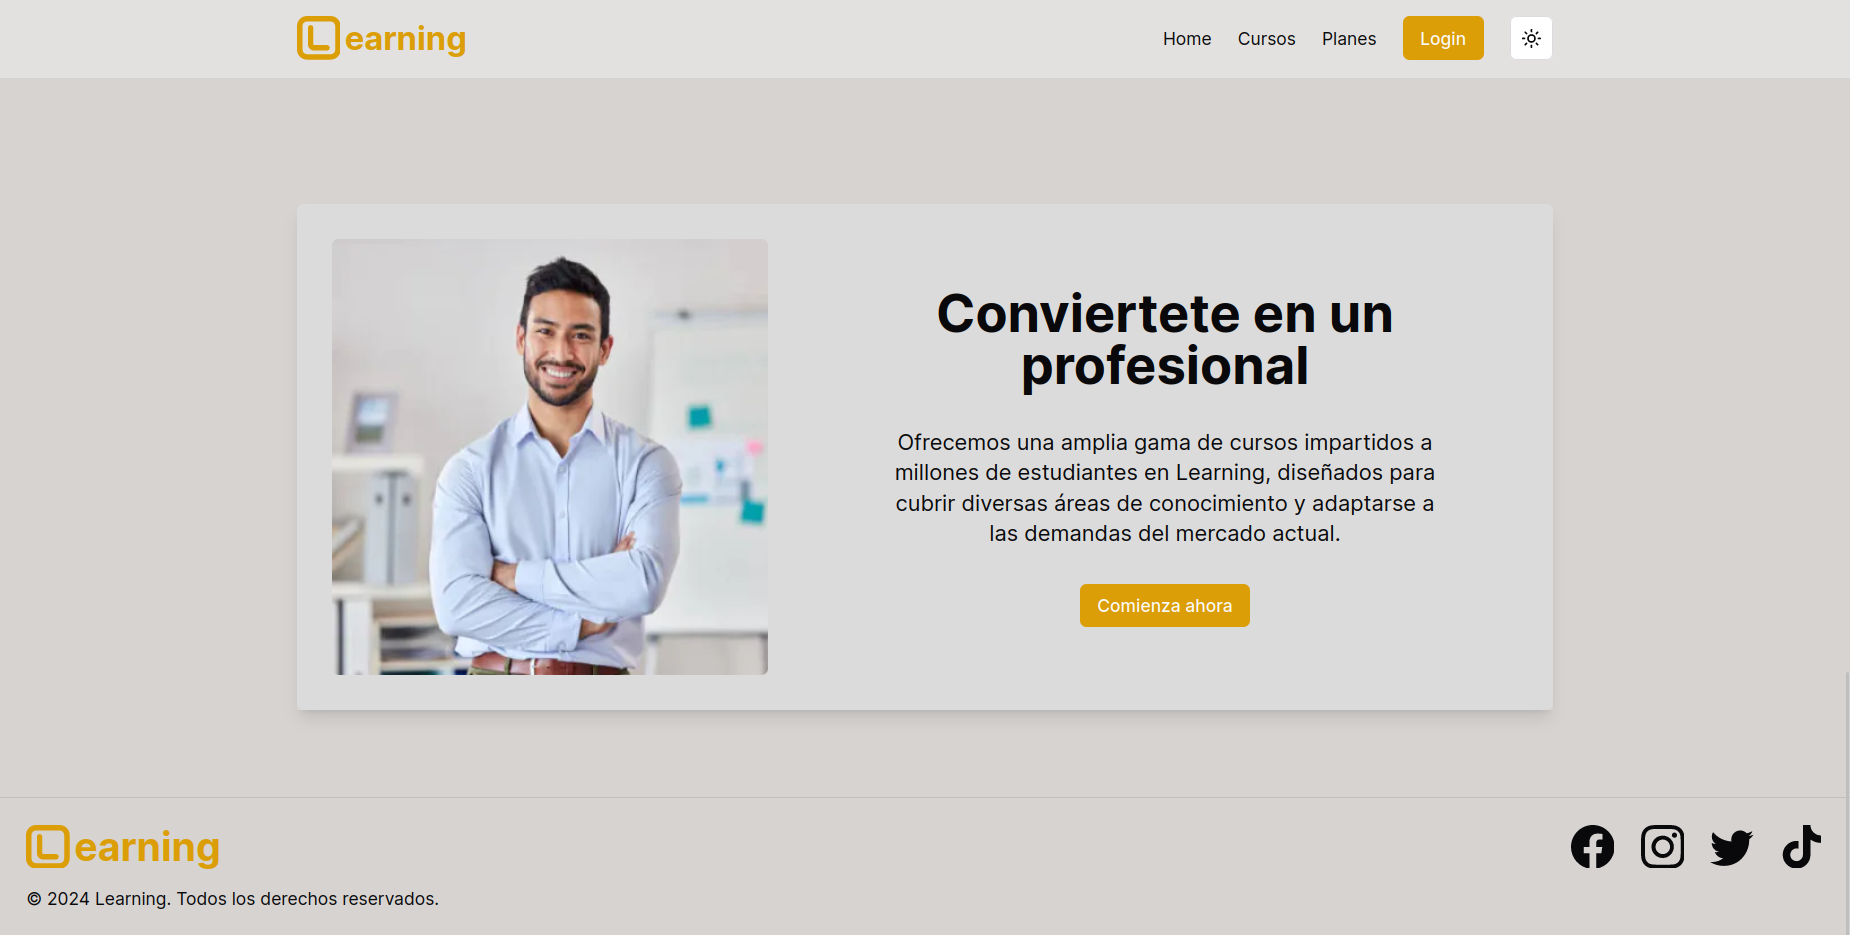 Learning
Home Cursos Planes Login
Conviertete en un
profesional
Ofrecemos una amplia gama de cursos impartidos a
millones de estudiantes en Learning, diseñados para
cubrir diversas áreas de conocimiento y adaptarse a
las demandas del mercado actual.
Comienza ahora
Learning
© 2024 Learning. Todos los derechos reservados.